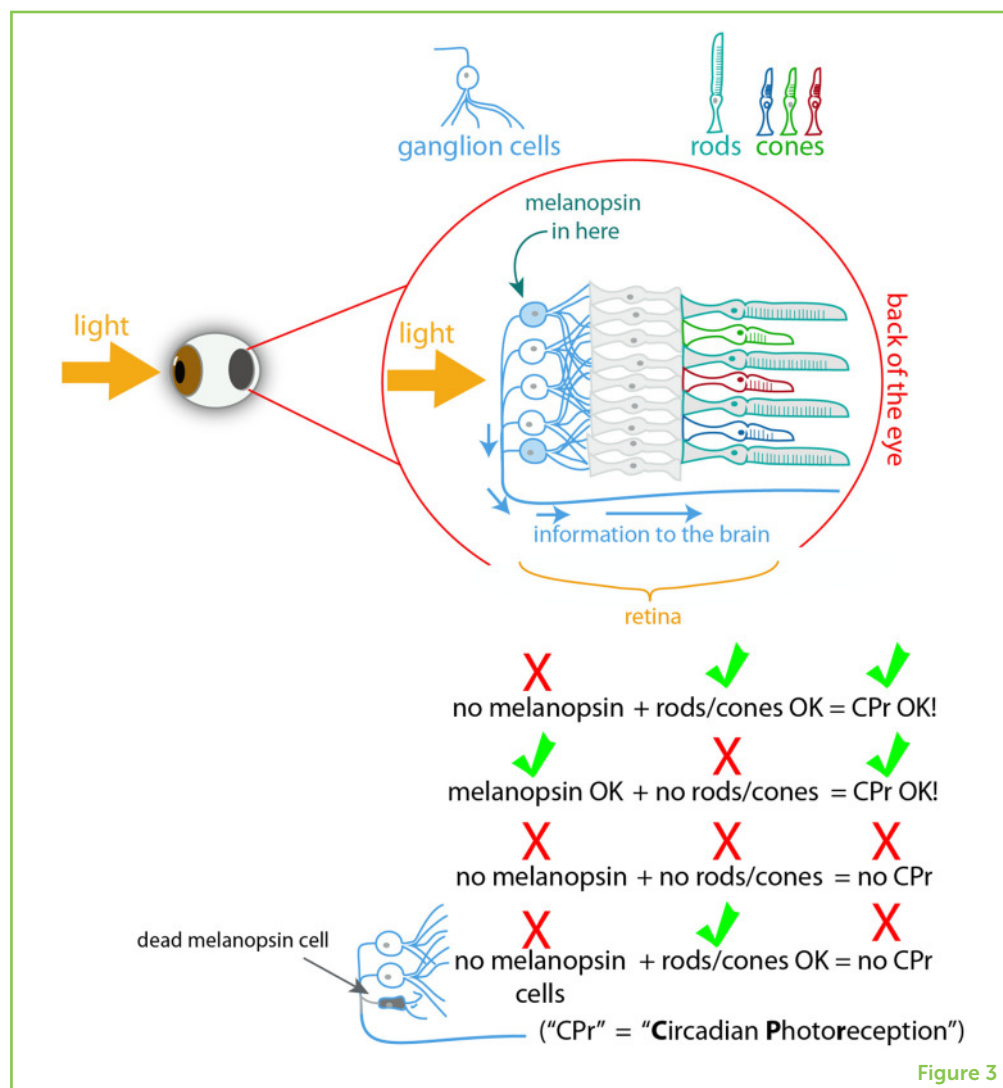 ganglion cells
rods cones
melanopsin
in here
light
light
back of the eye
information to the brain
retina
X
no melanopsin + rods/cones OK = CPr OK!
X
melanopsin OK + no rods/cones = CPr OK!
X X X
no melanopsin + no rods/cones = no CPr
X X
dead melanopsin cell
no melanopsin + rods/cones OK = no CPr
cells
("CPr" = "Circadian Photoreception")
Figure 3